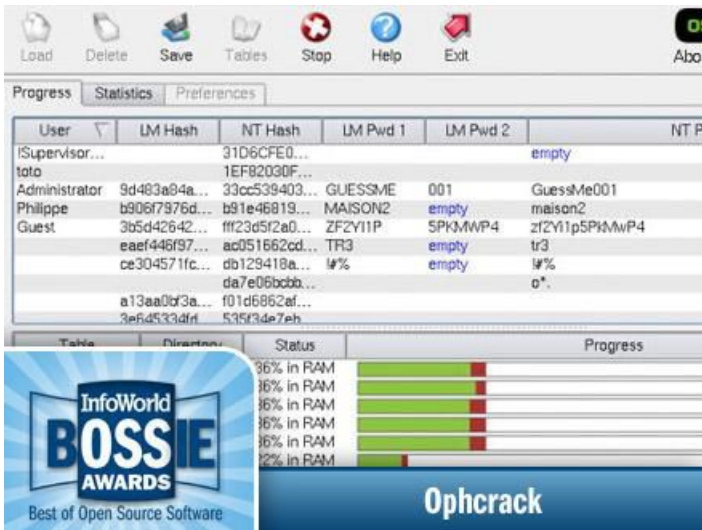 Load Delete Save Tables Stop Help Exit Abo
Progress Statistics Preferences
User LM Hash NT Hash LM Pwd 1 LM Pwd 2 NT P
!Supervisor... 31D6CFE0... empty
toto 1EF82030F...
Administrator 9d483a84a... 33cc539403... GUESSME 001 GuessMe001
Philippe b906f7976d... b91e46819... MAISON2 empty maison2
Guest 3b5d42642... fff23d5f2a0... ZF2YI1P 5PKMWP4 zf2Yi1p5PkMwP4
eaef446f97... ac051662cd... TR3 empty tr3
ce304571fc... db129418a... !#% empty !#%
da7e06bcbb... o*.
a13aa0bf3a... f01d6862af...
3e645334fd 535f34e7eb
Table Directory Status Progress
36% in RAM
36% in RAM
36% in RAM
36% in RAM
22% in RAM
InfoWorld
BOSSIE
AWARDS
Best of Open Source Software
Ophcrack